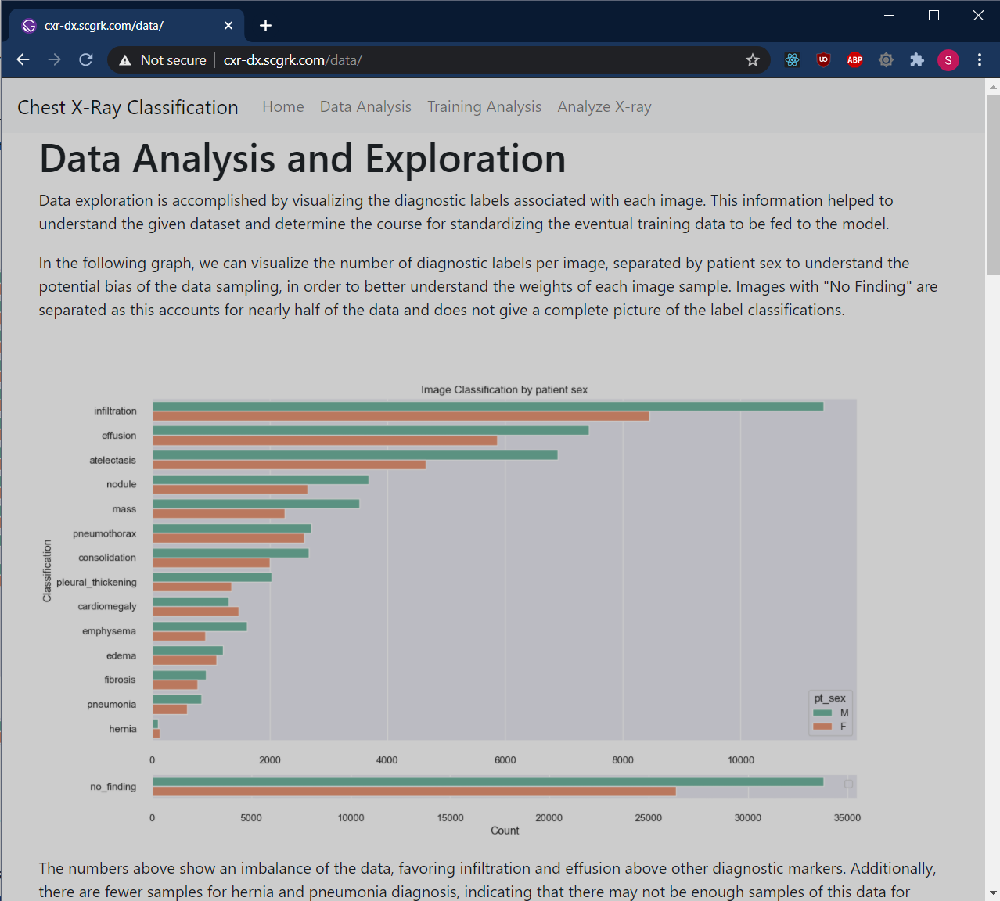 cxr-dx.scgrk.com/data/
Not secure | cxr-dx.scgrk.com/data/
UO
ABP
S
Chest X-Ray Classification Home Data Analysis Training Analysis Analyze X-ray
Data Analysis and Exploration
Data exploration is accomplished by visualizing the diagnostic labels associated with each image. This information helped to
understand the given dataset and determine the course for standardizing the eventual training data to be fed to the model.
In the following graph, we can visualize the number of diagnostic labels per image, separated by patient sex to understand the
potential bias of the data sampling, in order to better understand the weights of each image sample. Images with "No Finding" are
separated as this accounts for nearly half of the data and does not give a complete picture of the label classifications.
Image Classification by patient sex
Classification
infiltration
effusion
atelectasis
nodule
mass
pneumothorax
consolidation
pleural_thickening
cardiomegaly
emphysema
edema
fibrosis
pneumonia
hernia
pt_sex
M
F
0 2000 4000 6000 8000 10000
no_finding
0 5000 10000 15000 20000 25000 30000 35000
Count
The numbers above show an imbalance of the data, favoring infiltration and effusion above other diagnostic markers. Additionally,
there are fewer samples for hernia and pneumonia diagnosis, indicating that there may not be enough samples of this data for